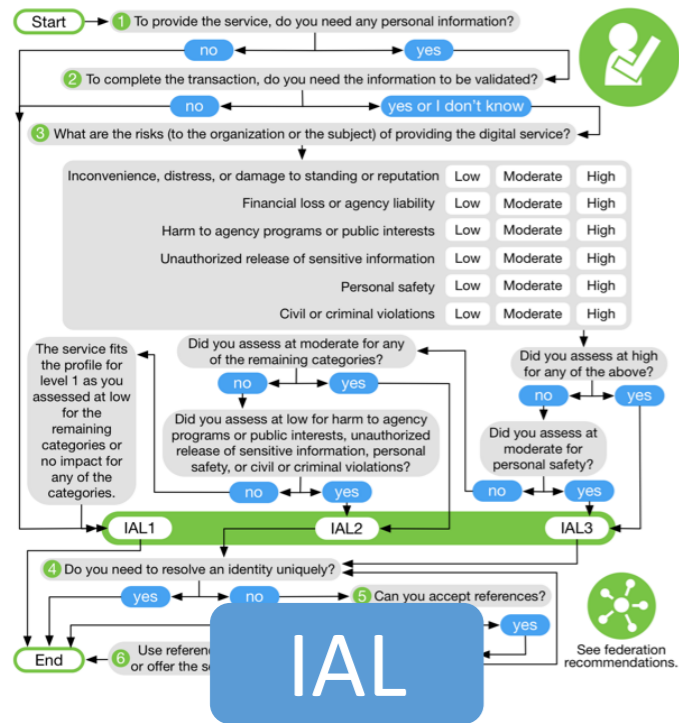 Start
1 To provide the service, do you need any personal information?
no
yes
2 To complete the transaction, do you need the information to be validated?
no
yes or I don't know
3 What are the risks (to the organization or the subject) of providing the digital service?
Inconvenience, distress, or damage to standing or reputation Low Moderate High
Financial loss or agency liability Low Moderate High
Harm to agency programs or public interests Low Moderate High
Unauthorized release of sensitive information Low Moderate High
Personal safety Low Moderate High
Civil or criminal violations Low Moderate High
Did you assess at high
for any of the above?
no
yes
Did you assess at
moderate for
personal safety?
no
yes
Did you assess at moderate for any
of the remaining categories?
no
yes
Did you assess at low for harm to agency
programs or public interests, unauthorized
release of sensitive information, personal
safety, or civil or criminal violations?
no
yes
The service fits
the profile for
level 1 as you
assessed at low
for the
remaining
categories or
no impact for
any of the
categories.
IAL1
IAL2
IAL3
4 Do you need to resolve an identity uniquely?
yes
no
5 Can you accept references?
yes
6 Use
or offer the
End
IAL
See federation
recommendations.